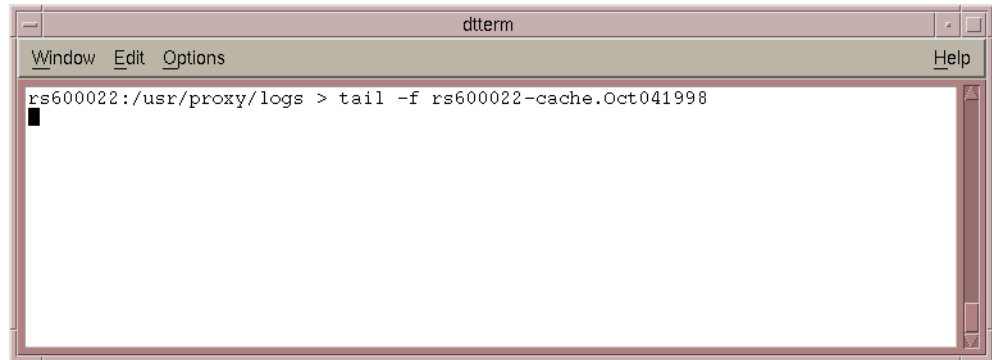 dtterm
Window Edit Options Help
rs600022:/usr/proxy/logs > tail -f rs600022-cache.Oct041998